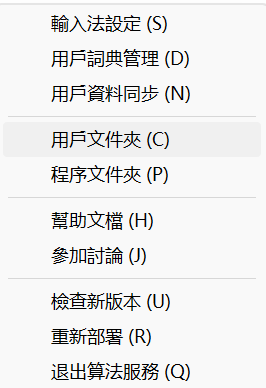 輸入法設定 (S)
用戶詞典管理 (D)
用戶資料同步 (N)
用戶文件夾 (C)
程序文件夾 (P)
幫助文檔 (H)
參加討論 (J)
檢查新版本 (U)
重新部署 (R)
退出算法服務 (Q)